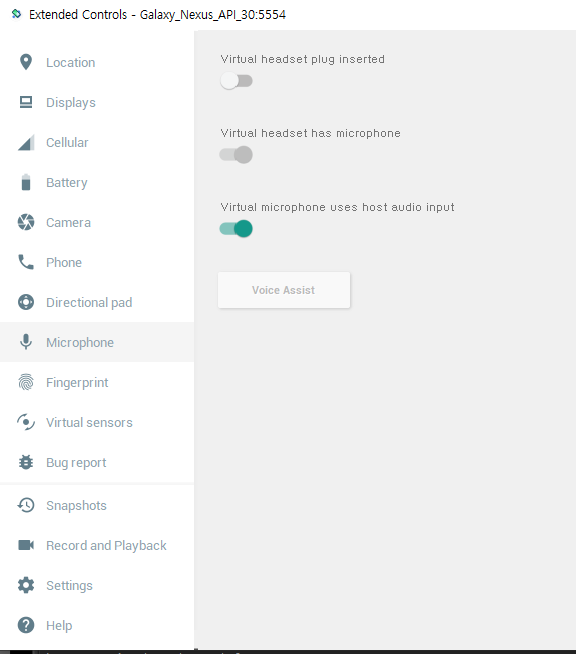 Extended Controls - Galaxy_Nexus_API_30:5554
Location
Displays
Cellular
Battery
Camera
Phone
Directional pad
Microphone
Fingerprint
Virtual sensors
Bug report
Snapshots
Record and Playback
Settings
Help
Virtual headset plug inserted
Virtual headset has microphone
Virtual microphone uses host audio input
Voice Assist